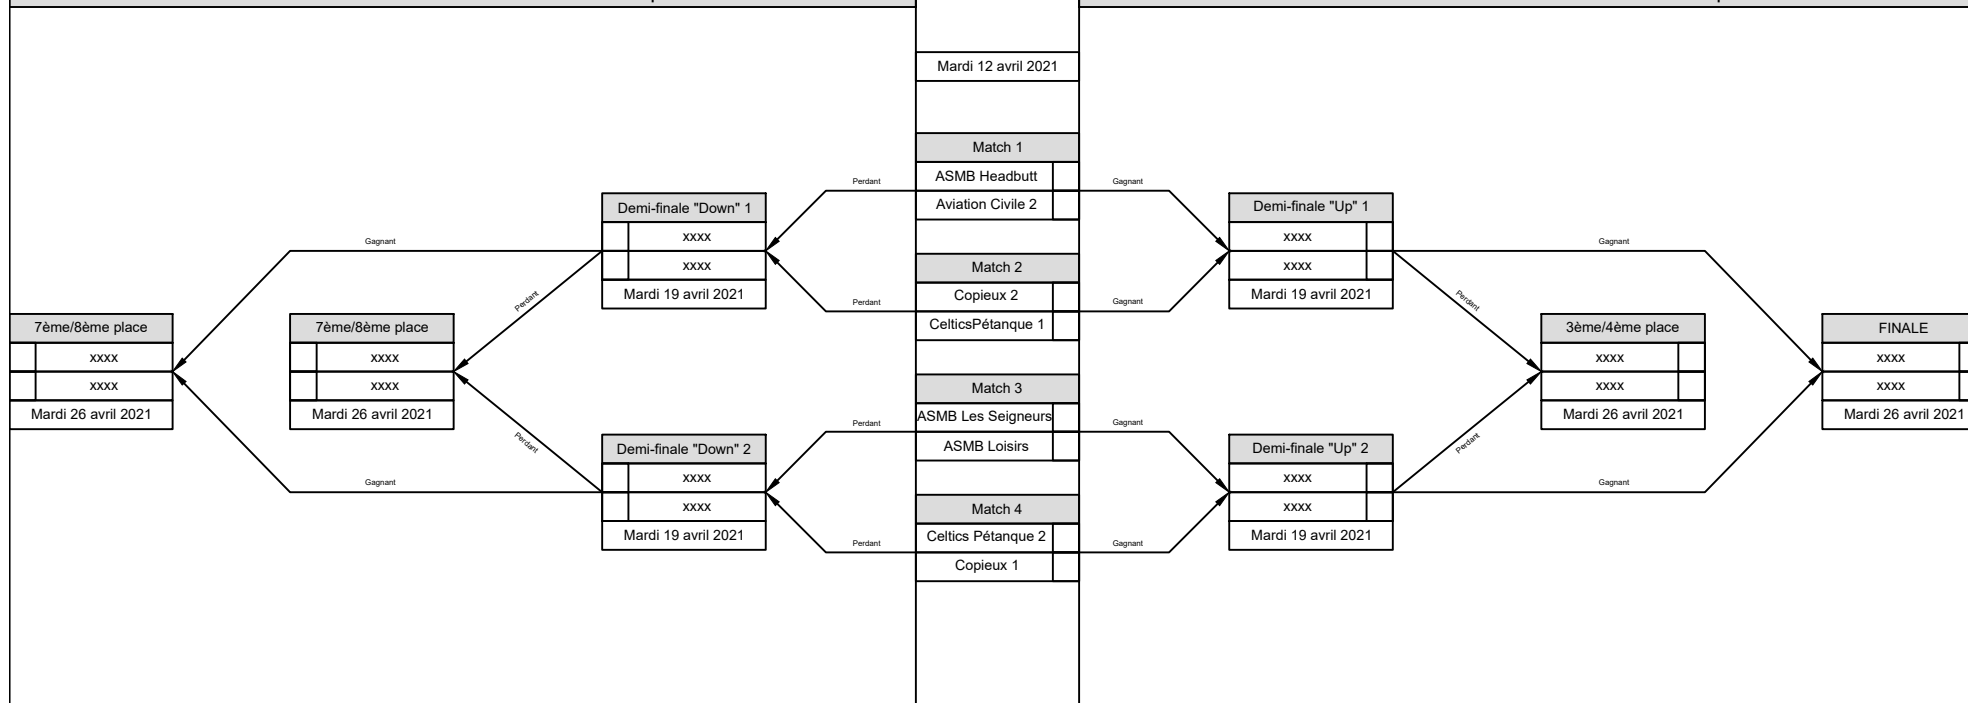 Mardi 12 avril 2021
Match 1
ASMB Headbutt
Aviation Civile 2
Match 2
Copieux 2
CelticsPétanque 1
Match 3
ASMB Les Seigneurs
ASMB Loisirs
Match 4
Celtics Pétanque 2
Copieux 1
Perdant
Perdant
Perdant
Perdant
Gagnant
Gagnant
Gagnant
Gagnant
Demi-finale "Down" 1
xxxx
xxxx
Mardi 19 avril 2021
Demi-finale "Down" 2
xxxx
xxxx
Mardi 19 avril 2021
Gagnant
Perdant
Perdant
Gagnant
7ème/8ème place
xxxx
xxxx
Mardi 26 avril 2021
7ème/8ème place
xxxx
xxxx
Mardi 26 avril 2021
Demi-finale "Up" 1
xxxx
xxxx
Mardi 19 avril 2021
Demi-finale "Up" 2
xxxx
xxxx
Mardi 19 avril 2021
Gagnant
Perdant
Perdant
Gagnant
3ème/4ème place
xxxx
xxxx
Mardi 26 avril 2021
FINALE
xxxx
xxxx
Mardi 26 avril 2021